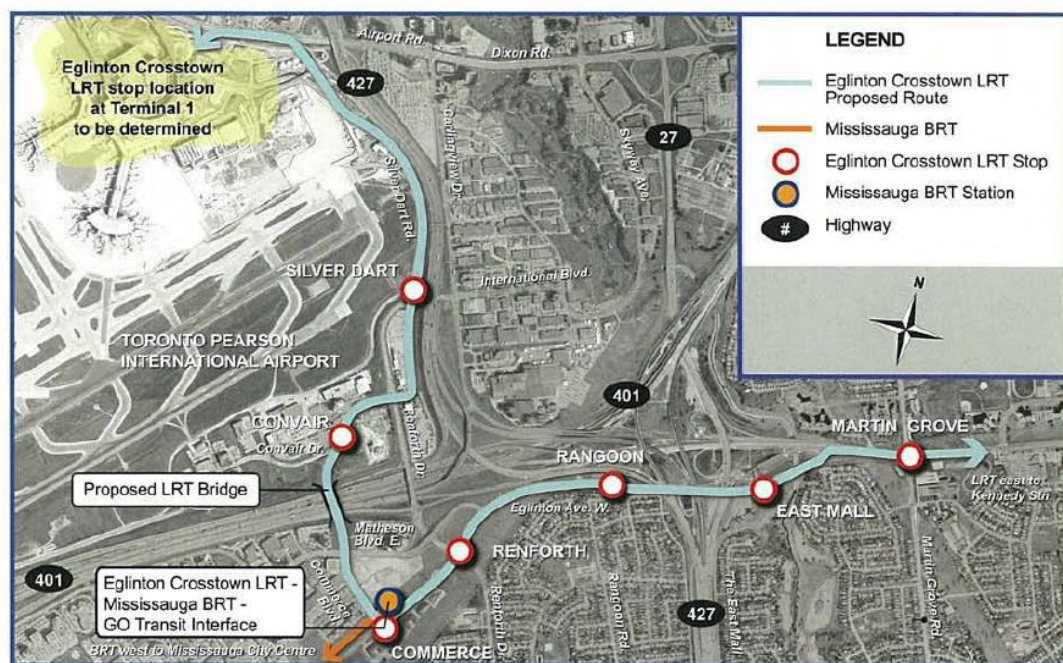 Eglinton Crosstown
LRT stop location
at Terminal 1
to be determined
Airport Rd.
Dixon Rd.
427
Carlingview Dr.
Skyway Ave.
27
Silver Dart Rd.
SILVER DART
International Blvd.
TORONTO PEARSON
INTERNATIONAL AIRPORT
CONVAIR
Convair Dr.
Renforth Dr.
401
MARTIN GROVE
RANGOON
Proposed LRT Bridge
Eglinton Ave. W.
EAST MALL
LRT east to
Kennedy Stn
Matheson
Blvd. E.
RENFORTH
401
Commerce
Blvd.
Eglinton Crosstown LRT -
Mississauga BRT -
GO Transit Interface
Renforth Dr.
Rangoon Rd.
427
The East Mall
Martin Grove Rd.
BRT west to Mississauga City Centre
COMMERCE
LEGEND
Eglinton Crosstown LRT
Proposed Route
Mississauga BRT
Eglinton Crosstown LRT Stop
Mississauga BRT Station
#
Highway
N